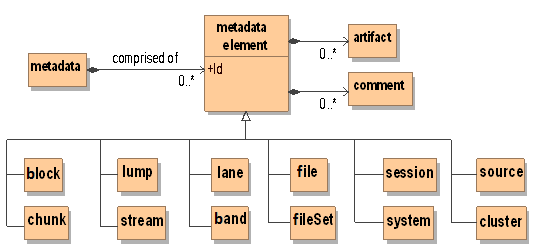 metadata
element
+Id
metadata
comprised of
0..*
artifact
0..*
comment
0..*
block
lump
lane
file
session
source
chunk
stream
band
fileSet
system
cluster